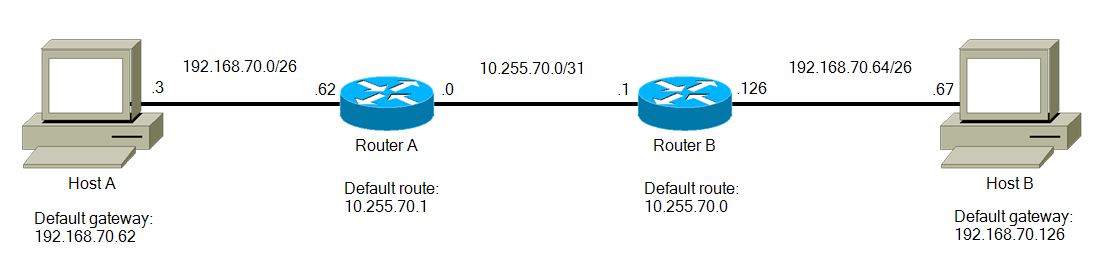 192.168.70.0/26
10.255.70.0/31
192.168.70.64/26
.3
.62
.0
.1
.126
.67
Host A
Router A
Router B
Host B
Default gateway:
192.168.70.62
Default route:
10.255.70.1
Default route:
10.255.70.0
Default gateway:
192.168.70.126